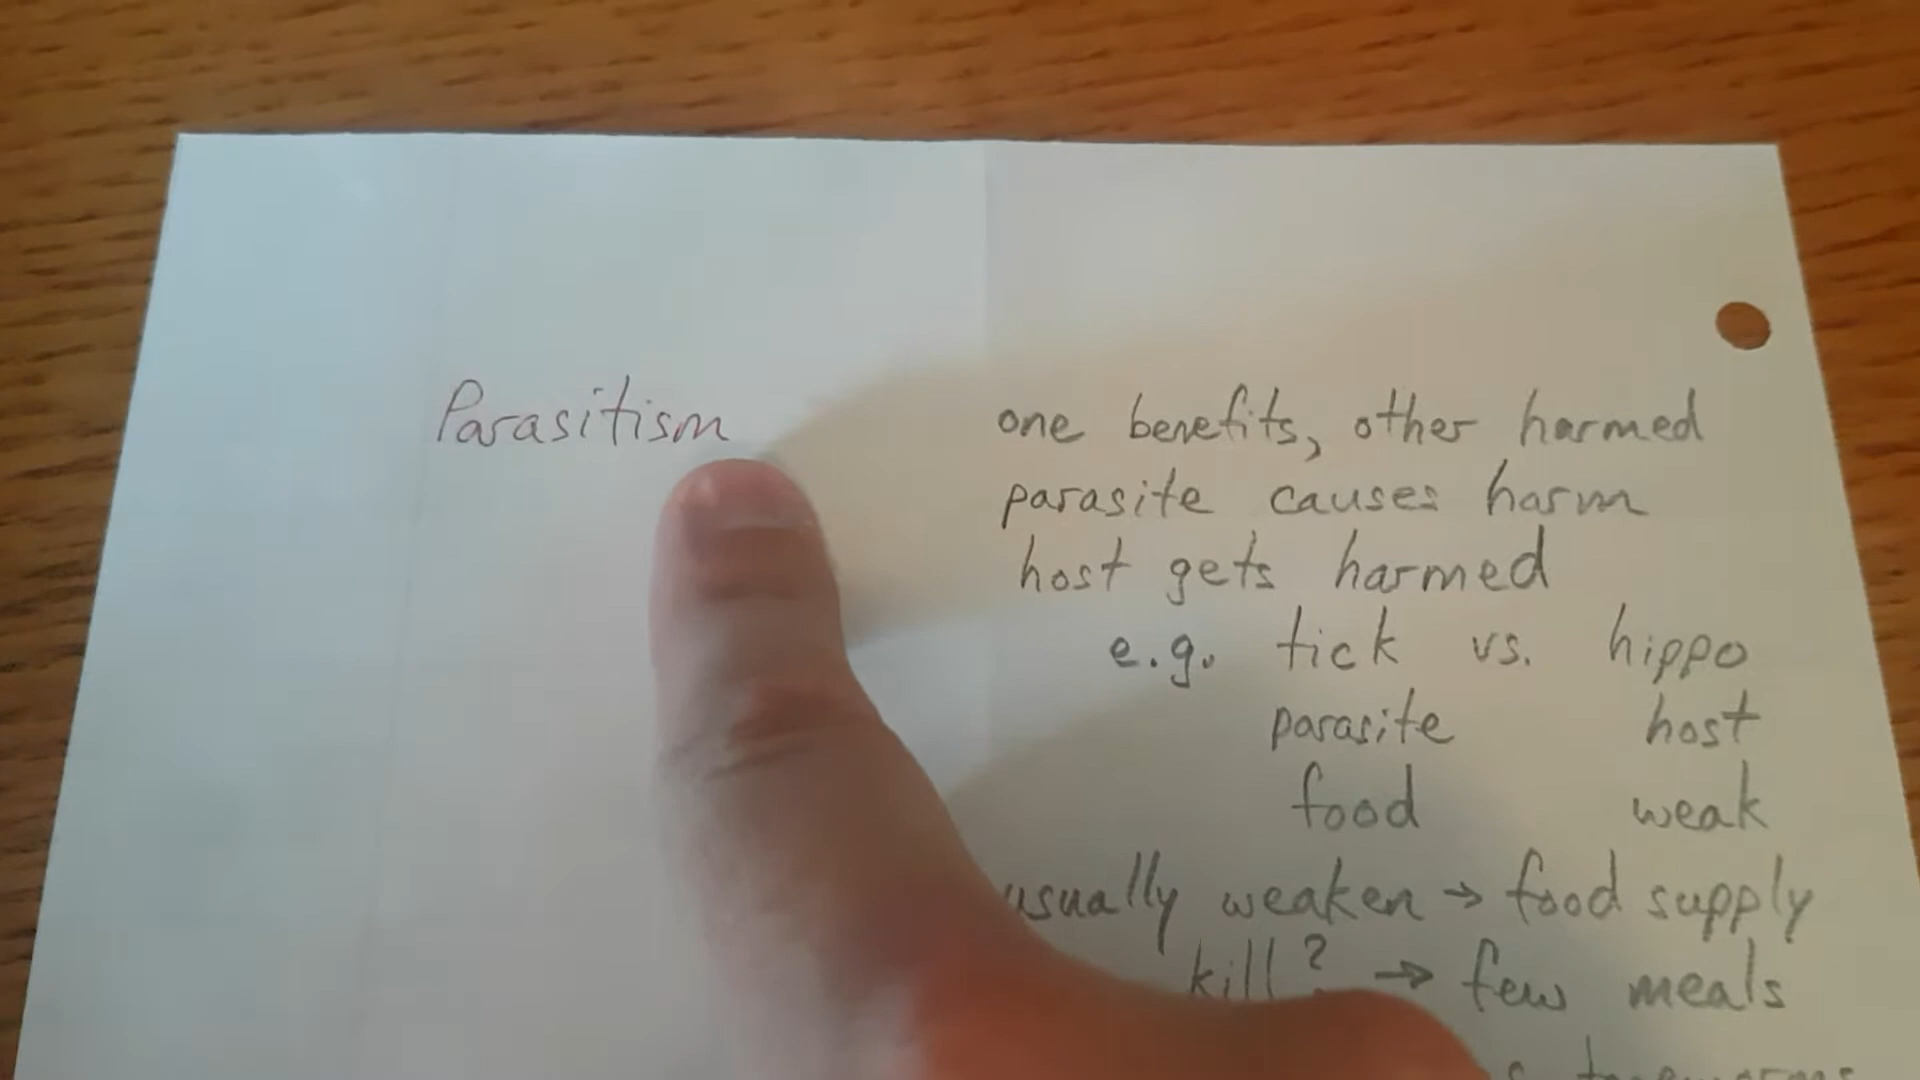 Parasitism
one benefits, other harmed
parasite causes harm
host gets harmed
e.g. tick vs. hippo
parasite host
food weak
usually weaken → food supply
kill? → few meals